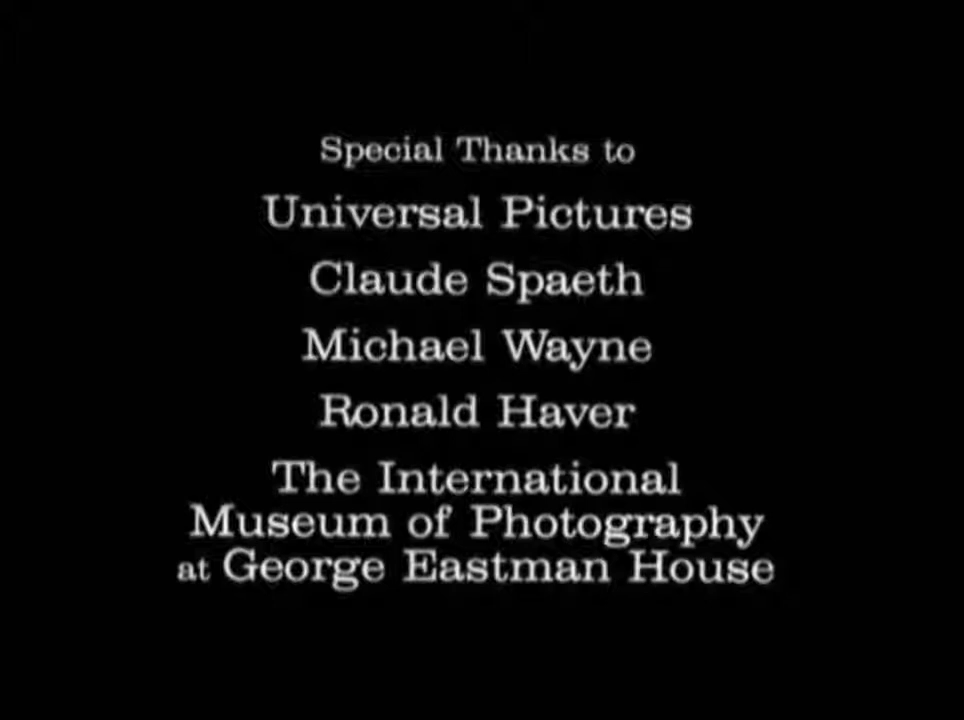 Special Thanks to
Universal Pictures
Claude Spaeth
Michael Wayne
Ronald Haver
The International
Museum of Photography
at George Eastman House